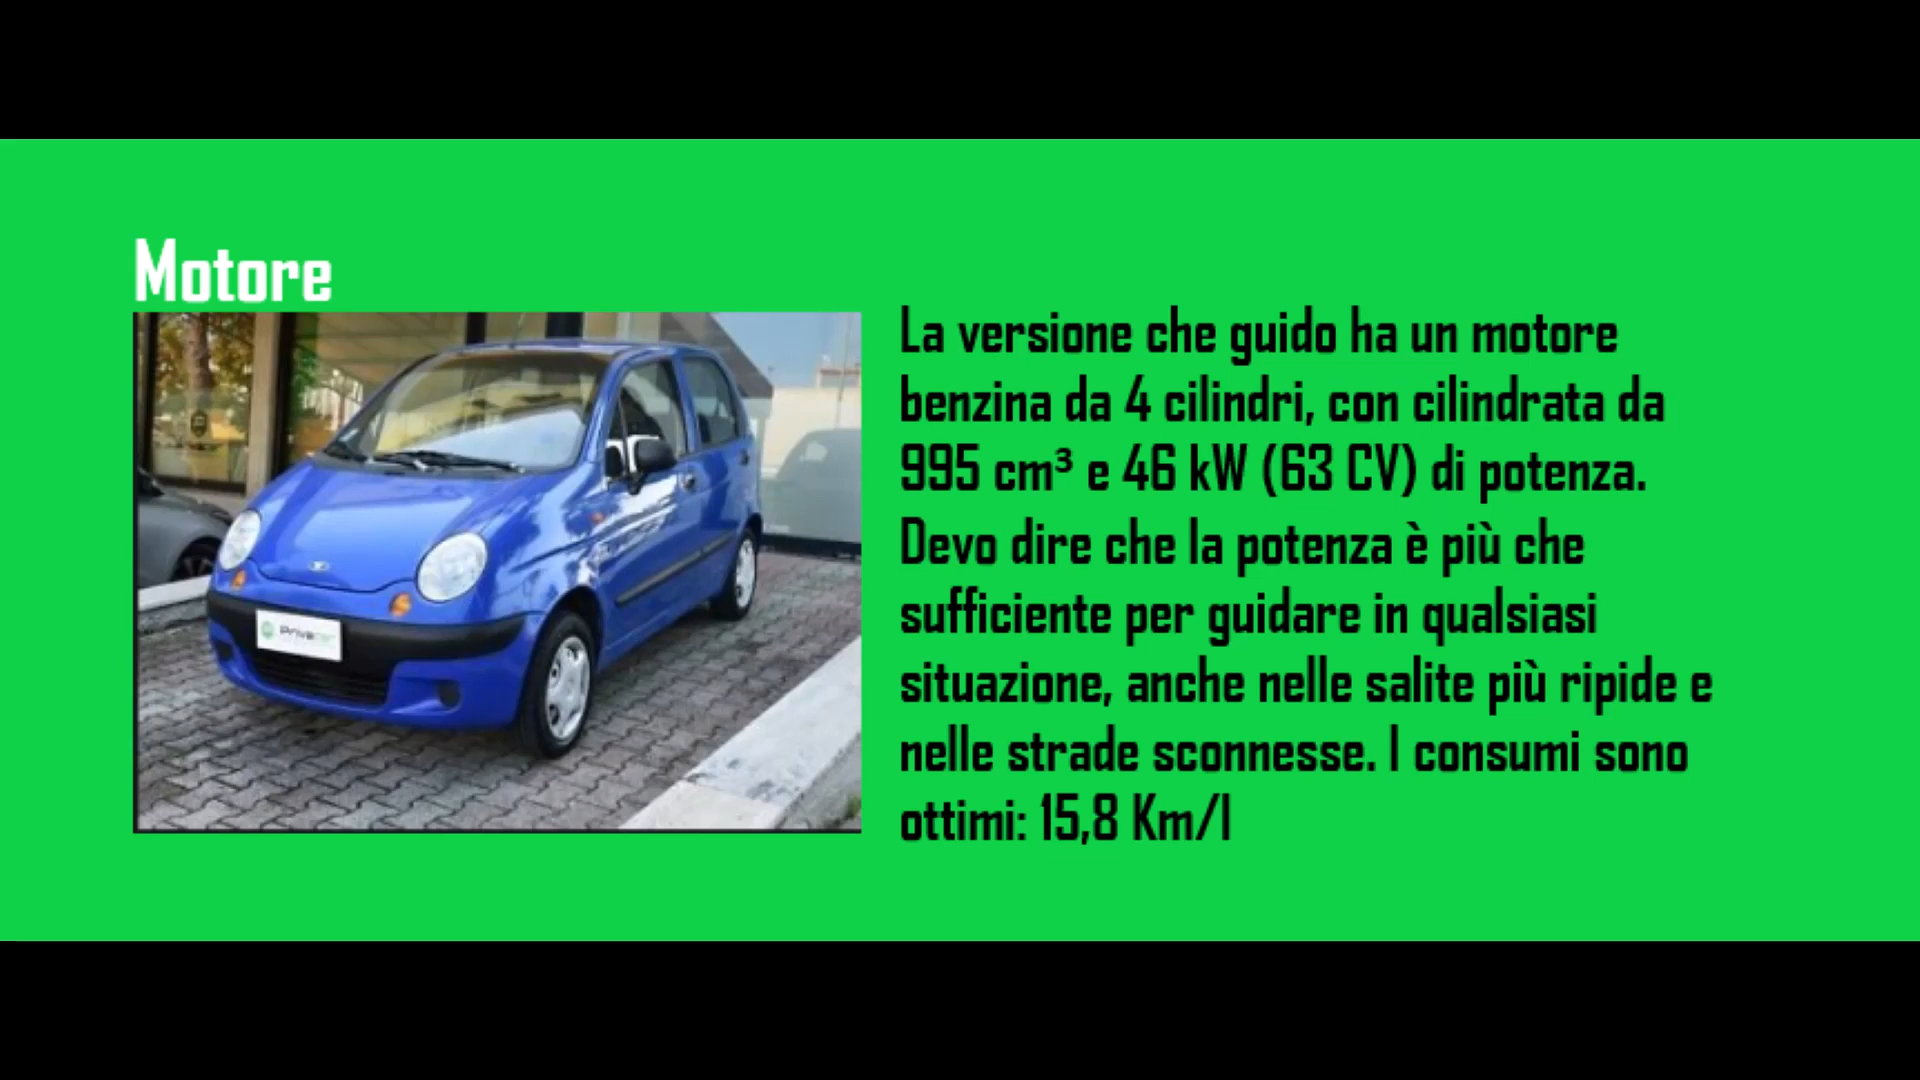 Motore
La versione che guido ha un motore
benzina da 4 cilindri, con cilindrata da
995 cm³ e 46 kW (63 CV) di potenza.
Devo dire che la potenza è più che
sufficiente per guidare in qualsiasi
situazione, anche nelle salite più ripide e
nelle strade sconnesse. I consumi sono
ottimi: 15,8 Km/l